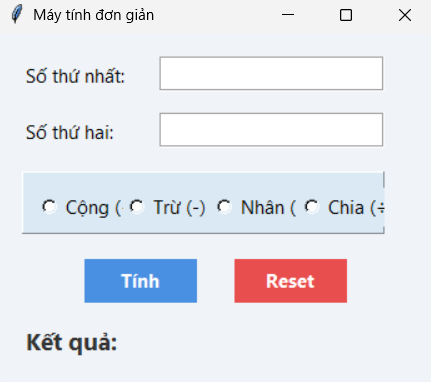 Máy tính đơn giản
Số thứ nhất:
Số thứ hai:
Cộng ( Trừ (-) Nhân ( Chia (÷
Tính Reset
Kết quả: